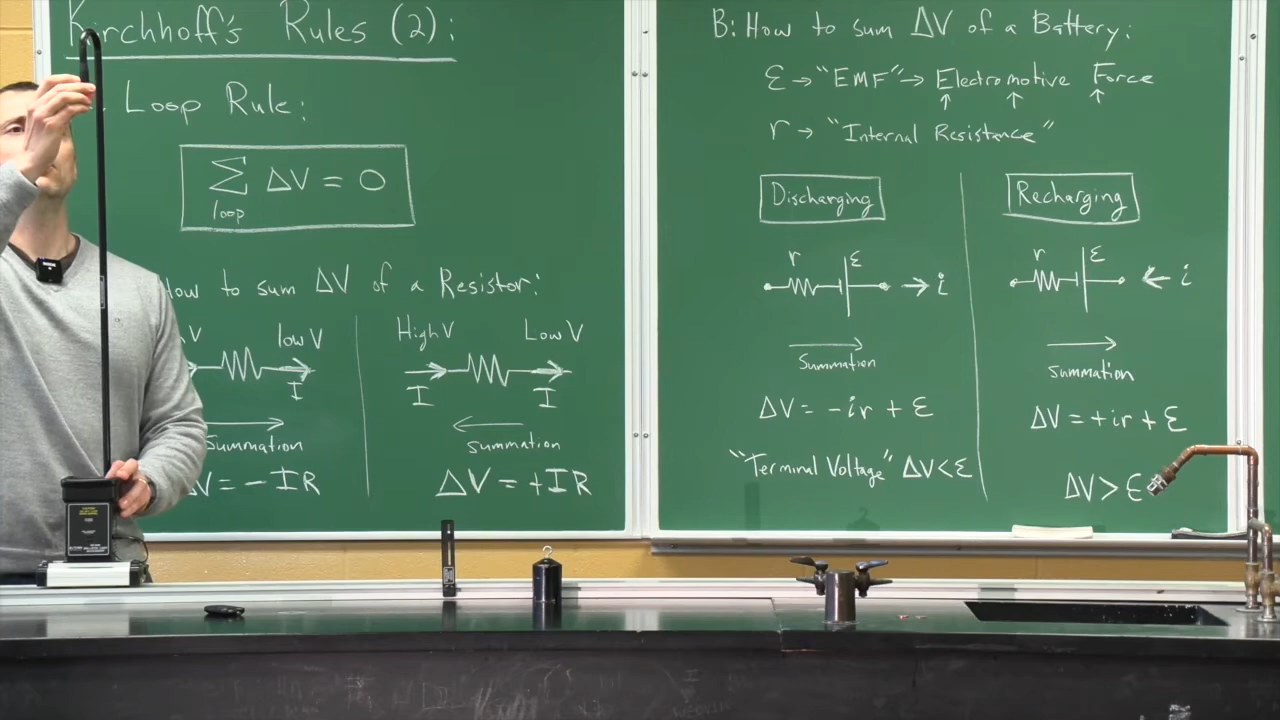 Kirchhoff's Rules (2):
Loop Rule:
Σ ΔV = 0
loop
How to sum ΔV of a Resistor:
V low V
I
Summation
ΔV = -IR
High V Low V
I I
summation
ΔV = +IR
B: How to sum ΔV of a Battery:
ε → "EMF" → Electromotive Force
r → "Internal Resistance"
Discharging
r ε
i
Summation
ΔV = -ir + ε
"Terminal Voltage" ΔV < ε
Recharging
r ε
i
summation
ΔV = +ir + ε
ΔV > ε